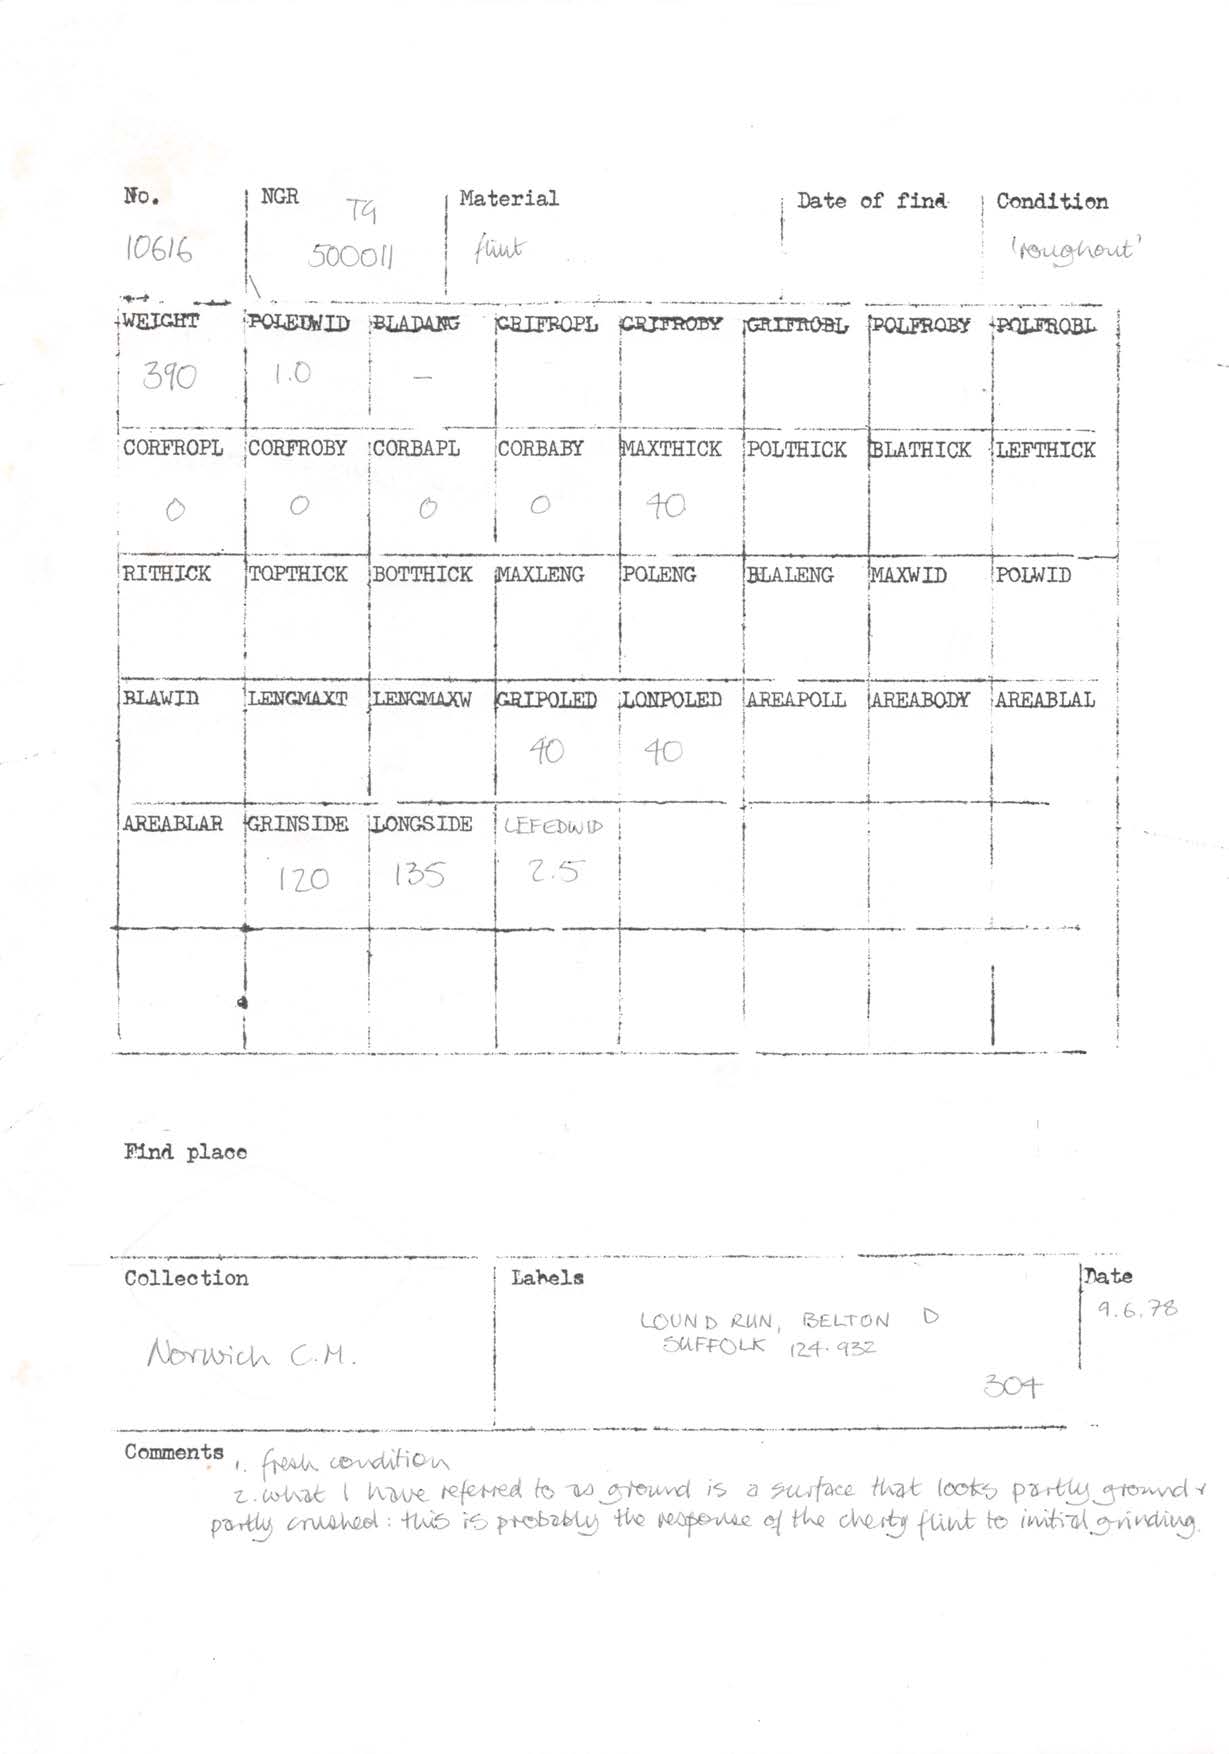 No. NGR TG Material Date of find Condition
10616 500011 flint 'roughout'
WEIGHT POLEDWID BLADANG GRIFROPL GRIFROBY GRIFROBL POLFROBY POLFROBL
390 1.0 —
CORFROPL CORFROBY CORBAPL CORBABY MAXTHICK POLTHICK BLATHICK LEFTHICK
0 0 0 0 40
RITHICK TOPTHICK BOTTHICK MAXLENG POLENG BLALENG MAXWID POLWID
BLAWID LENGMAXT LENGMAXW GRIPOLED LONPOLED AREAPOLL AREABODY AREABLAL
40 40
AREABLAR GRINSIDE LONGSIDE LEFEDWID
120 135 2.5
Find place
Collection Labels Date
9.6.78
LOUND RUN, BELTON D
Norwich C.M. SUFFOLK 124.932
304
Comments 1. fresh condition
2. what I have referred to as ground is a surface that looks partly ground +
partly crushed: this is probably the response of the cherty flint to initial grinding.